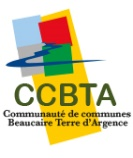 CCBTA
Communauté de communes
Beaucaire Terre d'Argence